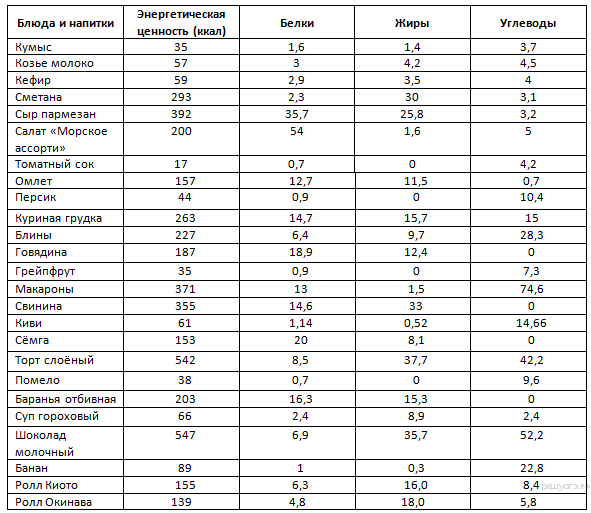 Блюда и напитки Энергетическая ценность (ккал) Белки Жиры Углеводы
Кумыс 35 1,6 1,4 3,7
Козье молоко 57 3 4,2 4,5
Кефир 59 2,9 3,5 4
Сметана 293 2,3 30 3,1
Сыр пармезан 392 35,7 25,8 3,2
Салат «Морское ассорти» 200 54 1,6 5
Томатный сок 17 0,7 0 4,2
Омлет 157 12,7 11,5 0,7
Персик 44 0,9 0 10,4
Куриная грудка 263 14,7 15,7 15
Блины 227 6,4 9,7 28,3
Говядина 187 18,9 12,4 0
Грейпфрут 35 0,9 0 7,3
Макароны 371 13 1,5 74,6
Свинина 355 14,6 33 0
Киви 61 1,14 0,52 14,66
Сёмга 153 20 8,1 0
Торт слоёный 542 8,5 37,7 42,2
Помело 38 0,7 0 9,6
Баранья отбивная 203 16,3 15,3 0
Суп гороховый 66 2,4 8,9 2,4
Шоколад молочный 547 6,9 35,7 52,2
Банан 89 1 0,3 22,8
Ролл Киото 155 6,3 16,0 8,4
Ролл Окинава 139 4,8 18,0 5,8